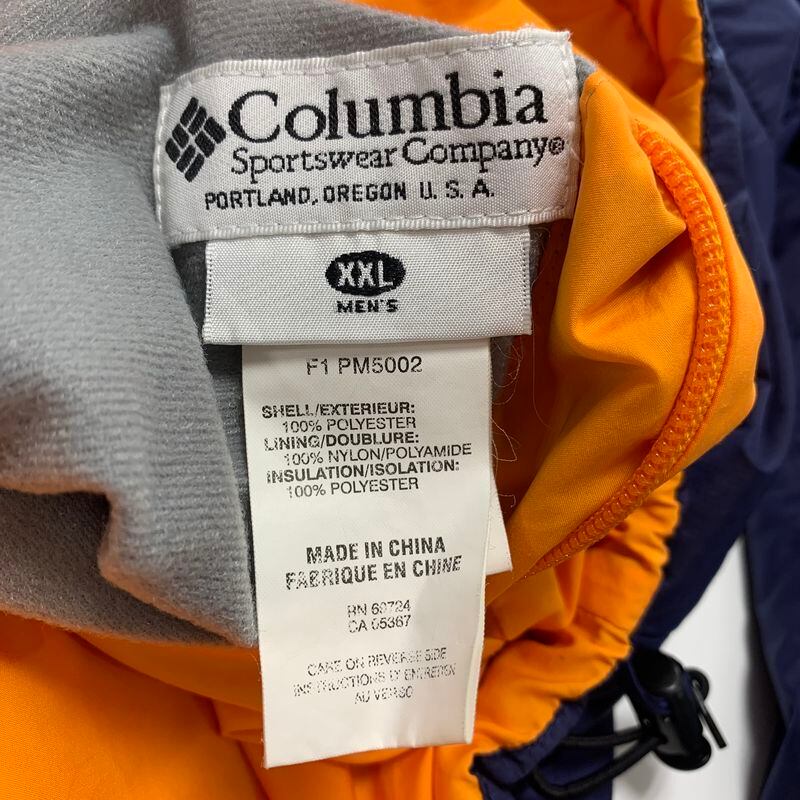 Columbia
Sportswear Company®
PORTLAND, OREGON U.S.A.
XXL
MEN'S
F1 PM5002
SHELL/EXTERIEUR:
100% POLYESTER
LINING/DOUBLURE:
100% NYLON/POLYAMIDE
INSULATION/ISOLATION:
100% POLYESTER
MADE IN CHINA
FABRIQUE EN CHINE
RN 69724
CA 05367
CARE ON REVERSE SIDE
INSTRUCTIONS D'ENTRETIEN
AU VERSO